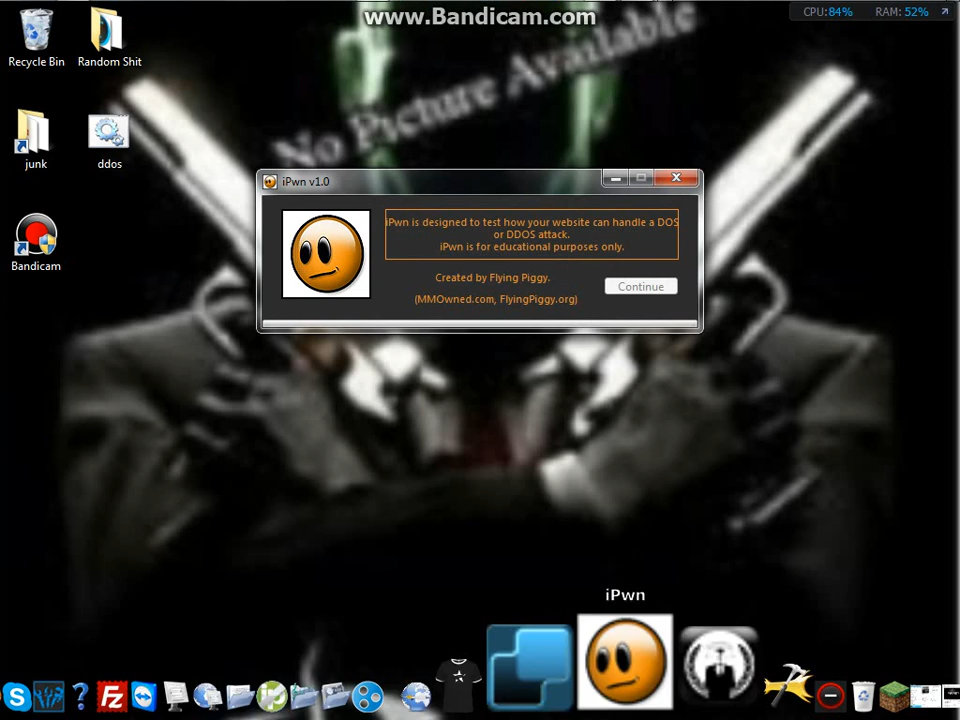 www.Bandicam.com
CPU:84% RAM: 52%
Recycle Bin
Random Shit
No Picture Available
junk
ddos
Bandicam
iPwn v1.0
iPwn is designed to test how your website can handle a DOS
or DDOS attack.
iPwn is for educational purposes only.
Created by Flying Piggy.
(MMOwned.com, FlyingPiggy.org)
Continue
iPwn
S
?
FZ